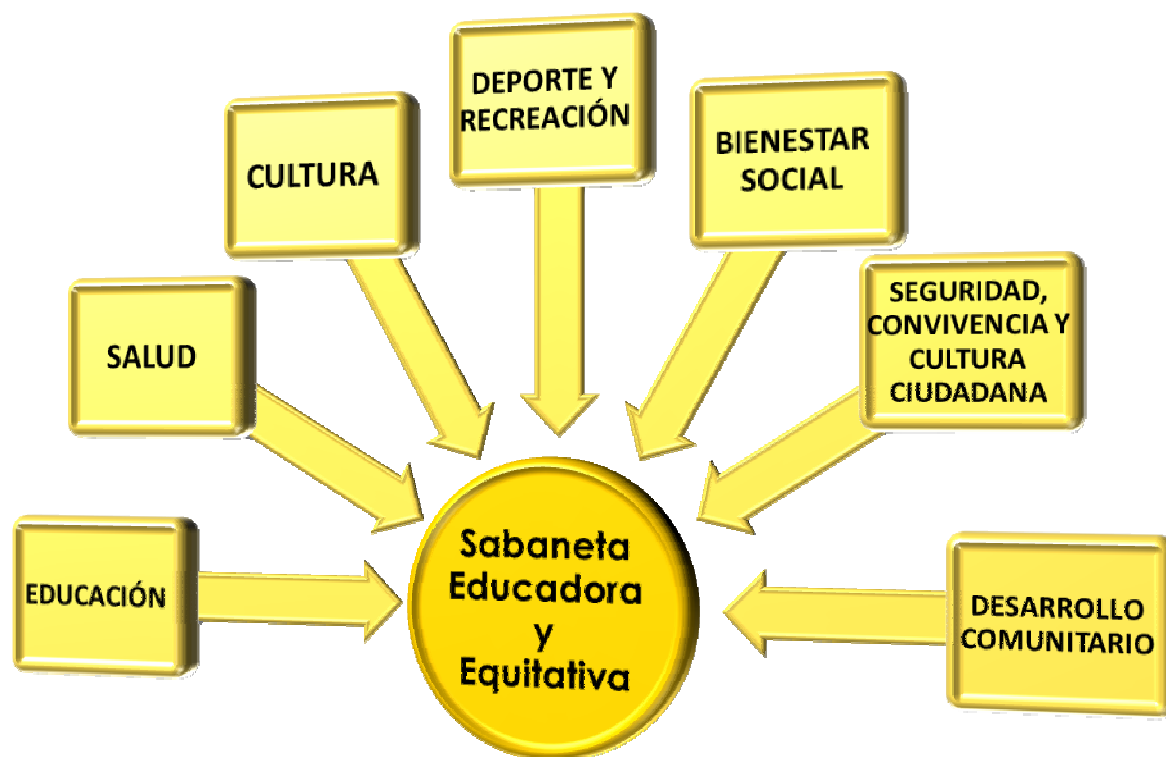 DEPORTE Y
RECREACIÓN
CULTURA
BIENESTAR
SOCIAL
SALUD
SEGURIDAD,
CONVIVENCIA Y
CULTURA
CIUDADANA
EDUCACIÓN
Sabaneta
Educadora
y
Equitativa
DESARROLLO
COMUNITARIO